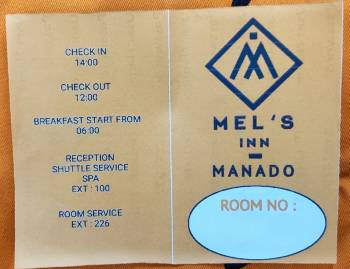 CHECK IN
14:00
CHECK OUT
12:00
BREAKFAST START FROM
06:00
RECEPTION
SHUTTLE SERVICE
SPA
EXT : 100
ROOM SERVICE
EXT : 226
MEL'S
INN
MANADO
ROOM NO :